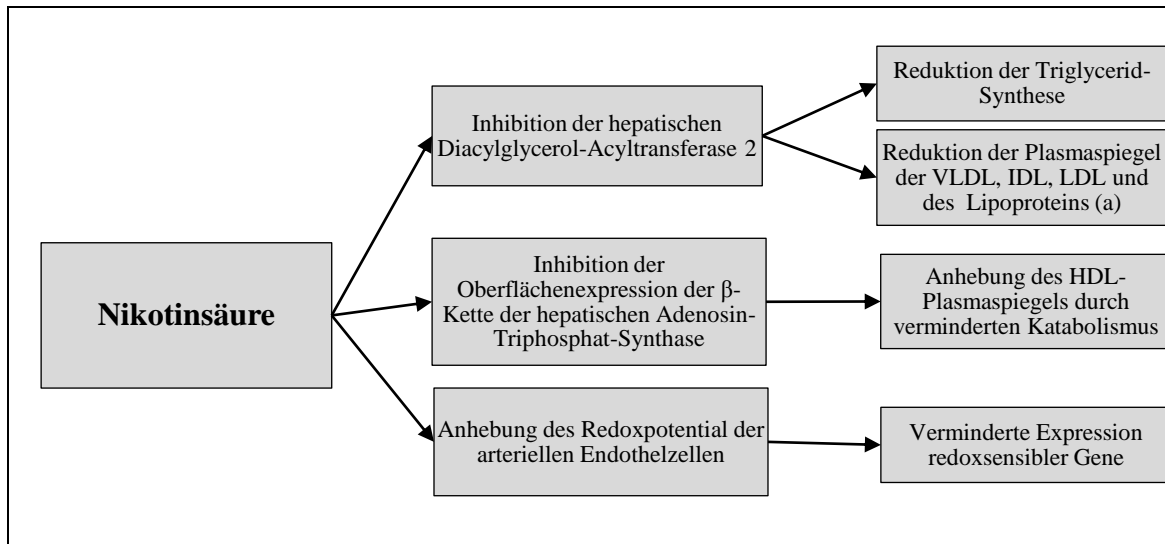 Nikotinsäure
Inhibition der hepatischen
Diacylglycerol-Acyltransferase 2
Reduktion der Triglycerid-
Synthese
Reduktion der Plasmaspiegel
der VLDL, IDL, LDL und
des Lipoproteins (a)
Inhibition der
Oberflächenexpression der β-
Kette der hepatischen Adenosin-
Triphosphat-Synthase
Anhebung des HDL-
Plasmaspiegels durch
verminderten Katabolismus
Anhebung des Redoxpotential der
arteriellen Endothelzellen
Verminderte Expression
redoxsensibler Gene